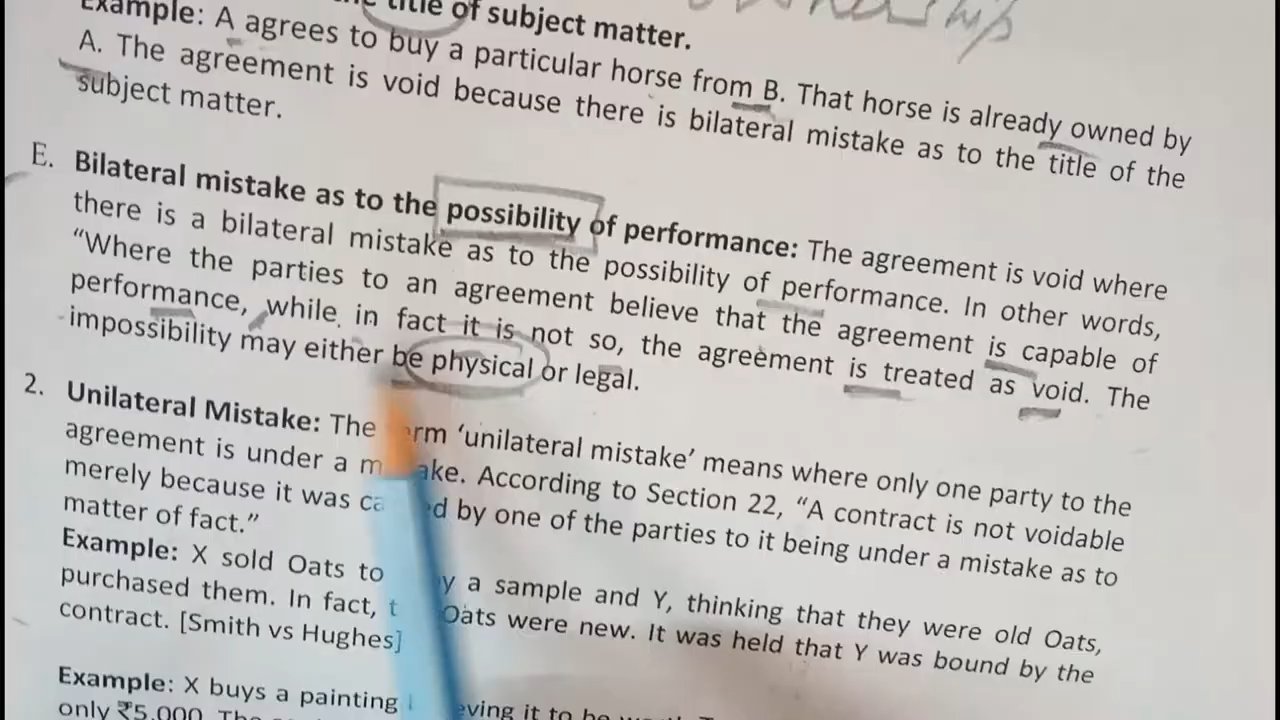 title of subject matter.
Example: A agrees to buy a particular horse from B. That horse is already owned by
A. The agreement is void because there is bilateral mistake as to the title of the
subject matter.
E. Bilateral mistake as to the possibility of performance: The agreement is void where
there is a bilateral mistake as to the possibility of performance. In other words,
“Where the parties to an agreement believe that the agreement is capable of
performance, while in fact it is not so, the agreement is treated as void. The
impossibility may either be physical or legal.
2. Unilateral Mistake: The rm ‘unilateral mistake’ means where only one party to the
agreement is under a m ake. According to Section 22, “A contract is not voidable
merely because it was ca d by one of the parties to it being under a mistake as to
matter of fact.”
Example: X sold Oats to y a sample and Y, thinking that they were old Oats,
purchased them. In fact, t Oats were new. It was held that Y was bound by the
contract. [Smith vs Hughes]
Example: X buys a painting eving it to be
only ₹5,000.